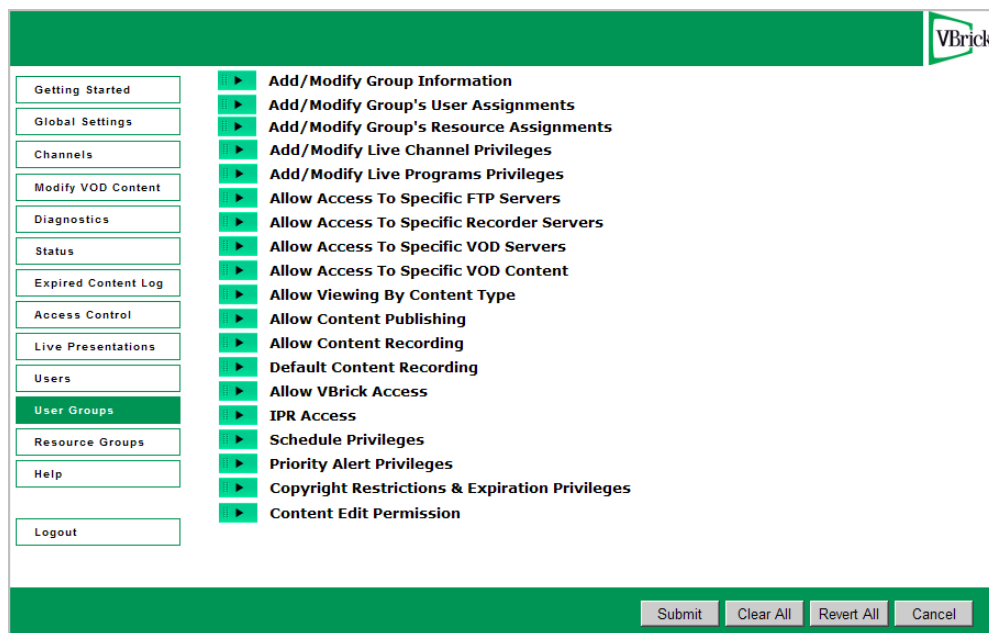 VBrick
Getting Started
Global Settings
Channels
Modify VOD Content
Diagnostics
Status
Expired Content Log
Access Control
Live Presentations
Users
User Groups
Resource Groups
Help
Logout
Add/Modify Group Information
Add/Modify Group's User Assignments
Add/Modify Group's Resource Assignments
Add/Modify Live Channel Privileges
Add/Modify Live Programs Privileges
Allow Access To Specific FTP Servers
Allow Access To Specific Recorder Servers
Allow Access To Specific VOD Servers
Allow Access To Specific VOD Content
Allow Viewing By Content Type
Allow Content Publishing
Allow Content Recording
Default Content Recording
Allow VBrick Access
IPR Access
Schedule Privileges
Priority Alert Privileges
Copyright Restrictions & Expiration Privileges
Content Edit Permission
Submit
Clear All
Revert All
Cancel